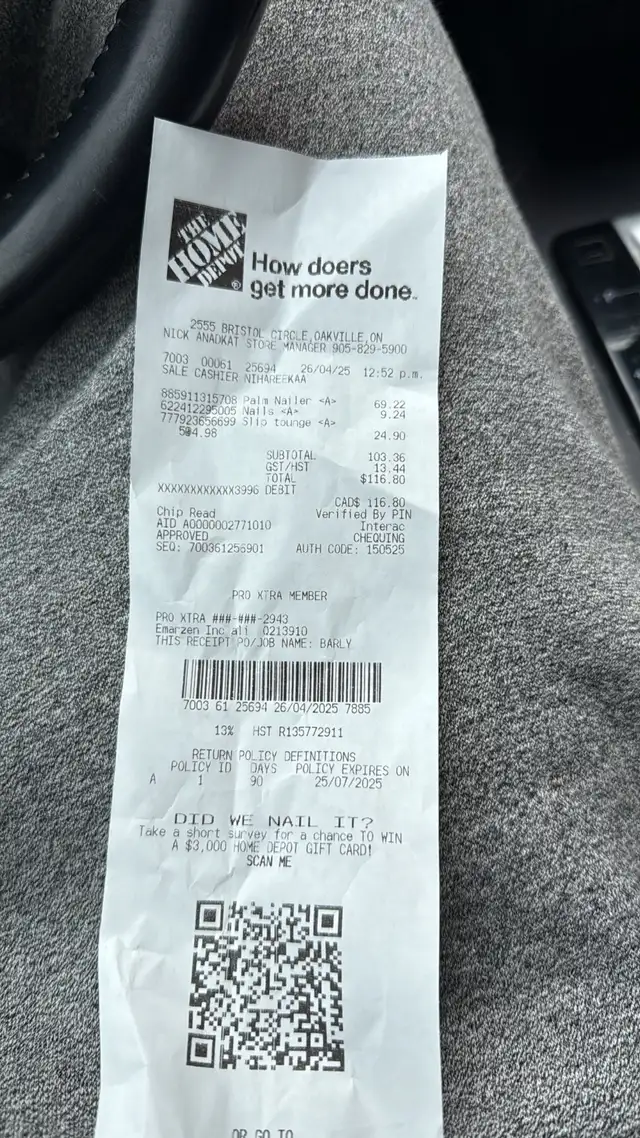 THE
HOME
DEPOT
®
How doers
get more done™
2555 BRISTOL CIRCLE,OAKVILLE,ON
NICK ANADKAT STORE MANAGER 905-829-5900
7003 00061 25694 26/04/25 12:52 p.m.
SALE CASHIER NIHAREEKAA
885911315708 Palm Nailer <A> 69.22
622412295005 Nails <A> 9.24
777923656699 Slip tounge <A>
5@4.98 24.90
SUBTOTAL 103.36
GST/HST 13.44
TOTAL $116.80
XXXXXXXXXXXX3996 DEBIT
CAD$ 116.80
Chip Read Verified By PIN
AID A0000002771010 Interac
APPROVED CHEQUING
SEQ: 700361256901 AUTH CODE: 150525
PRO XTRA MEMBER
PRO XTRA ###-###-2943
Emarzen Inc ali 0213910
THIS RECEIPT PO/JOB NAME: BARLY
7003 61 25694 26/04/2025 7885
13% HST R135772911
RETURN POLICY DEFINITIONS
POLICY ID DAYS POLICY EXPIRES ON
A 1 90 25/07/2025
DID WE NAIL IT?
Take a short survey for a chance TO WIN
A $3,000 HOME DEPOT GIFT CARD!
SCAN ME
OR GO TO